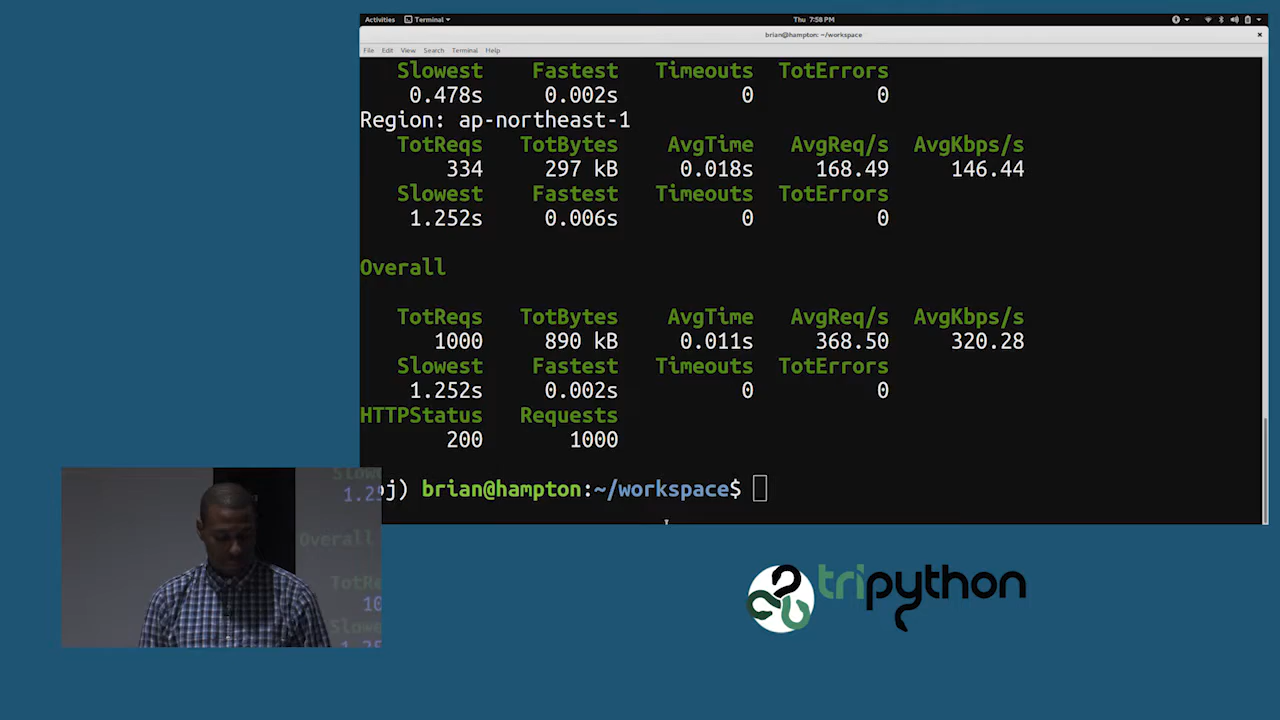 Activities Terminal Thu 7:58 PM
brian@hampton: ~/workspace
File Edit View Search Terminal Help
Slowest Fastest Timeouts TotErrors
0.478s 0.002s 0 0
Region: ap-northeast-1
TotReqs TotBytes AvgTime AvgReq/s AvgKbps/s
334 297 kB 0.018s 168.49 146.44
Slowest Fastest Timeouts TotErrors
1.252s 0.006s 0 0
Overall
TotReqs TotBytes AvgTime AvgReq/s AvgKbps/s
1000 890 kB 0.011s 368.50 320.28
Slowest Fastest Timeouts TotErrors
1.252s 0.002s 0 0
HTTPStatus Requests
200 1000
j) brian@hampton:~/workspace$
Overall
TotRe
10
Slowe
tripython